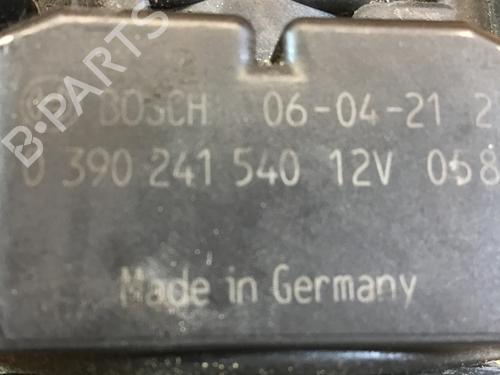 B-PARTS
BOSCH 06-04-21 2
0 390 241 540 12V 058
Made in Germany